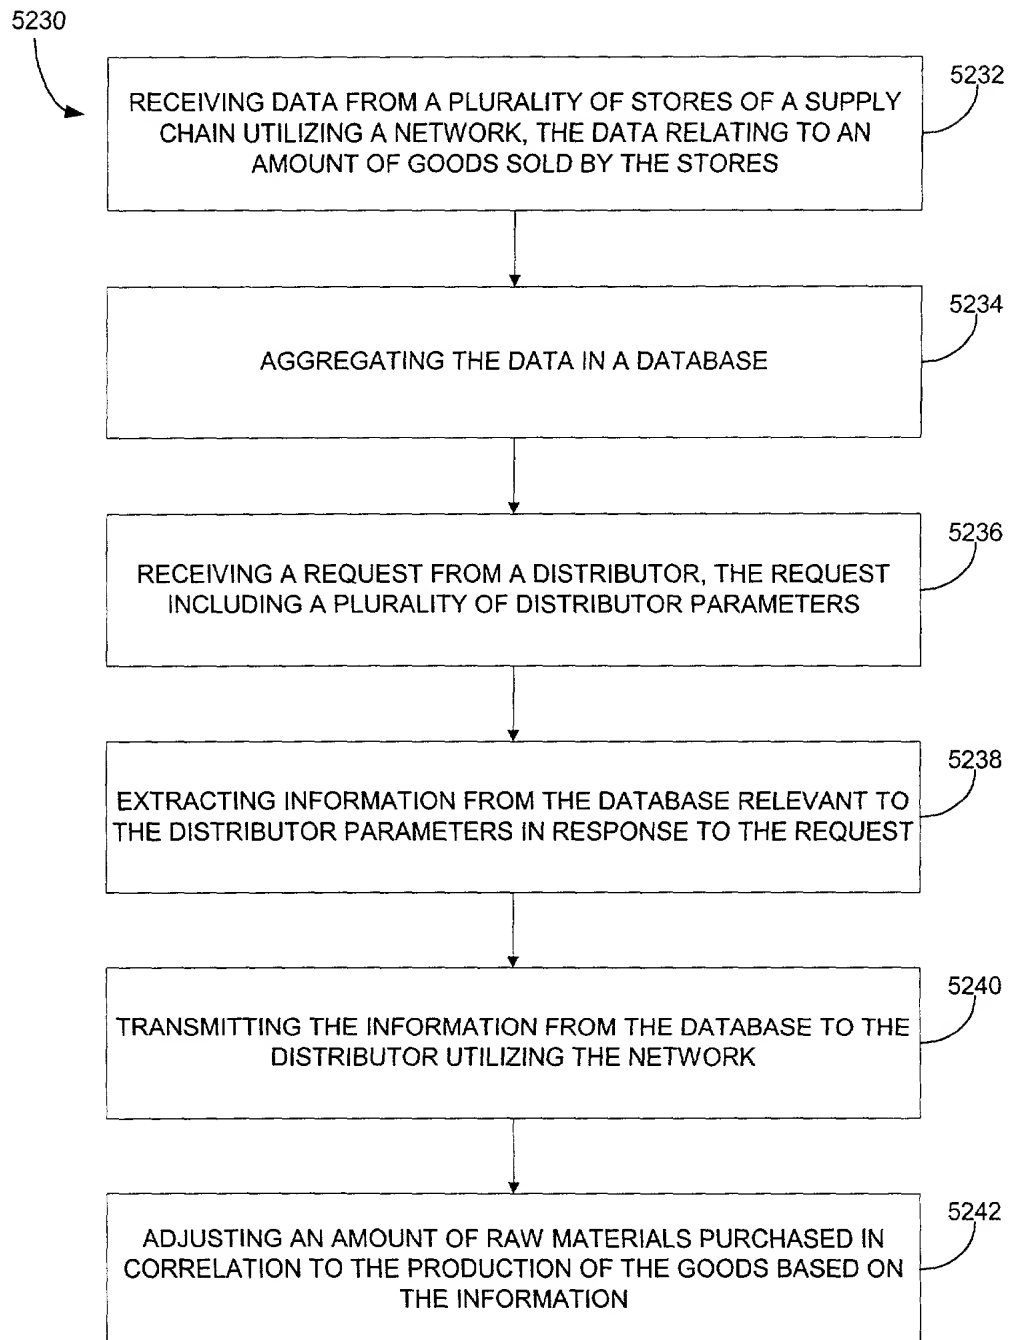 5230
5232
RECEIVING DATA FROM A PLURALITY OF STORES OF A SUPPLY
CHAIN UTILIZING A NETWORK, THE DATA RELATING TO AN
AMOUNT OF GOODS SOLD BY THE STORES
5234
AGGREGATING THE DATA IN A DATABASE
5236
RECEIVING A REQUEST FROM A DISTRIBUTOR, THE REQUEST
INCLUDING A PLURALITY OF DISTRIBUTOR PARAMETERS
5238
EXTRACTING INFORMATION FROM THE DATABASE RELEVANT TO
THE DISTRIBUTOR PARAMETERS IN RESPONSE TO THE REQUEST
5240
TRANSMITTING THE INFORMATION FROM THE DATABASE TO THE
DISTRIBUTOR UTILIZING THE NETWORK
5242
ADJUSTING AN AMOUNT OF RAW MATERIALS PURCHASED IN
CORRELATION TO THE PRODUCTION OF THE GOODS BASED ON
THE INFORMATION